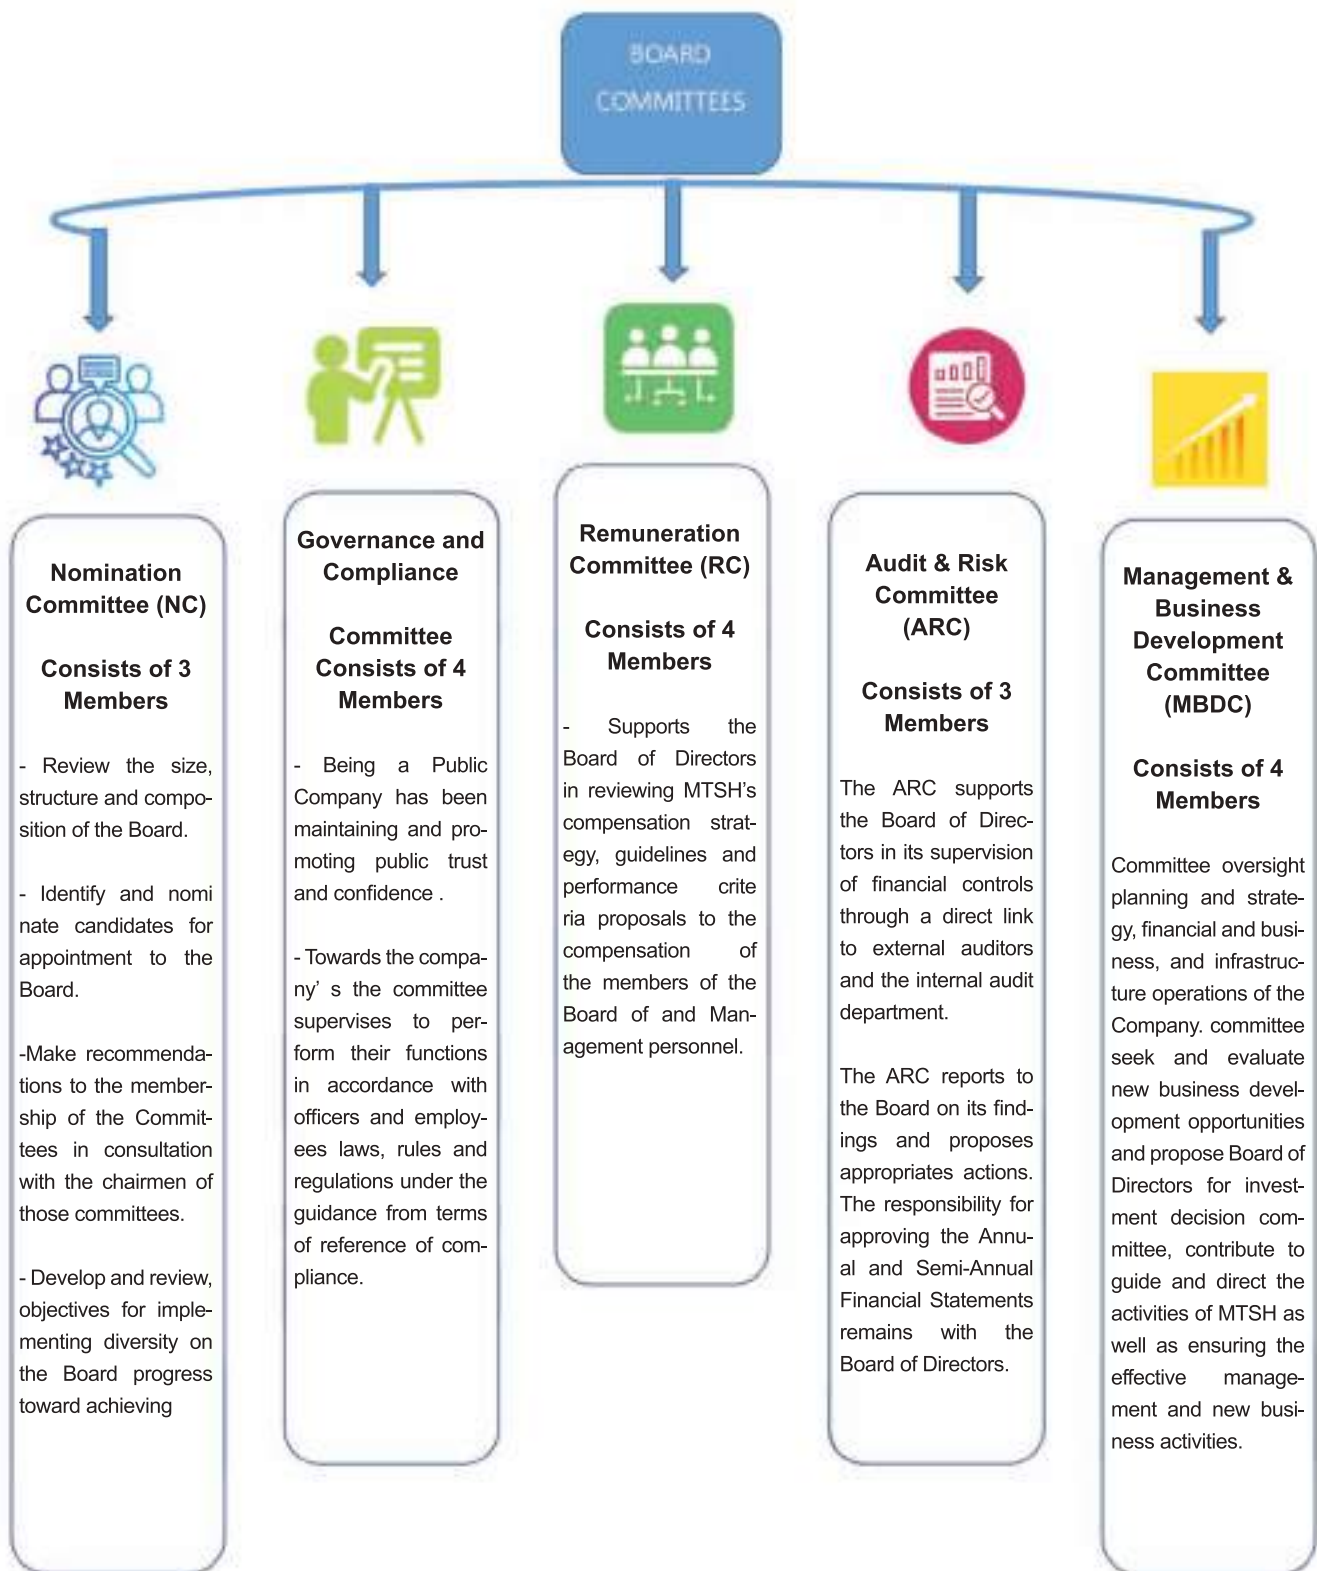 BOARD
COMMITTEES
Nomination
Committee (NC)
Consists of 3
Members
- Review the size,
structure and compo-
sition of the Board.
- Identify and nomi
nate candidates for
appointment to the
Board.
-Make recommenda-
tions to the member-
ship of the Commit-
tees in consultation
with the chairmen of
those committees.
- Develop and review,
objectives for imple-
menting diversity on
the Board progress
toward achieving
Governance and
Compliance
Committee
Consists of 4
Members
- Being a Public
Company has been
maintaining and pro-
moting public trust
and confidence .
- Towards the compa-
ny' s the committee
supervises to per-
form their functions
in accordance with
officers and employ-
ees laws, rules and
regulations under the
guidance from terms
of reference of com-
pliance.
Remuneration
Committee (RC)
Consists of 4
Members
- Supports the
Board of Directors
in reviewing MTSH's
compensation strat-
egy, guidelines and
performance crite
ria proposals to the
compensation of
the members of the
Board of and Man-
agement personnel.
Audit & Risk
Committee
(ARC)
Consists of 3
Members
The ARC supports
the Board of Direc-
tors in its supervision
of financial controls
through a direct link
to external auditors
and the internal audit
department.
The ARC reports to
the Board on its find-
ings and proposes
appropriates actions.
The responsibility for
approving the Annu-
al and Semi-Annual
Financial Statements
remains with the
Board of Directors.
Management &
Business
Development
Committee
(MBDC)
Consists of 4
Members
Committee oversight
planning and strate-
gy, financial and busi-
ness, and infrastruc-
ture operations of the
Company. committee
seek and evaluate
new business devel-
opment opportunities
and propose Board of
Directors for invest-
ment decision com-
mittee, contribute to
guide and direct the
activities of MTSH as
well as ensuring the
effective manage-
ment and new busi-
ness activities.